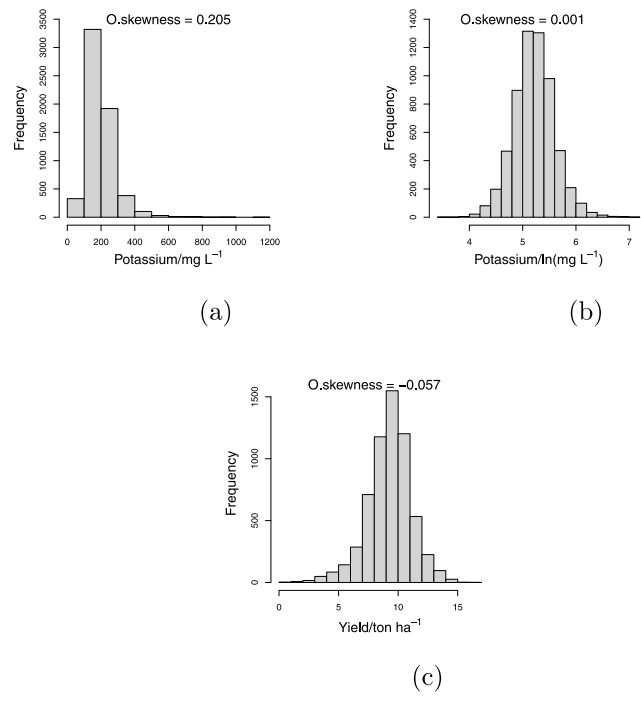 O.skewness = 0.205
Frequency
0 500 1000 1500 2000 2500 3000 3500
0 200 400 600 800 1000 1200
Potassium/mg L⁻¹
(a)
O.skewness = 0.001
Frequency
0 200 400 600 800 1000 1200 1400
4 5 6 7
Potassium/ln(mg L⁻¹)
(b)
O.skewness = −0.057
Frequency
0 500 1000 1500
0 5 10 15
Yield/ton ha⁻¹
(c)